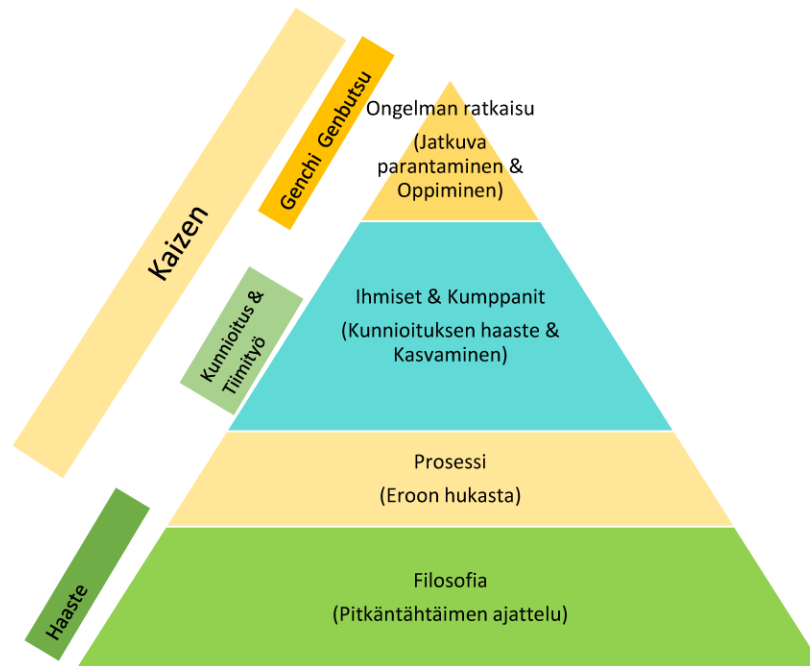 Kaizen
Genchi Genbutsu
Kunnioitus &
Tiimityö
Haaste
Ongelman ratkaisu
(Jatkuva
parantaminen &
Oppiminen)
Ihmiset & Kumppanit
(Kunnioituksen haaste &
Kasvaminen)
Prosessi
(Eroon hukasta)
Filosofia
(Pitkäntähtäimen ajattelu)